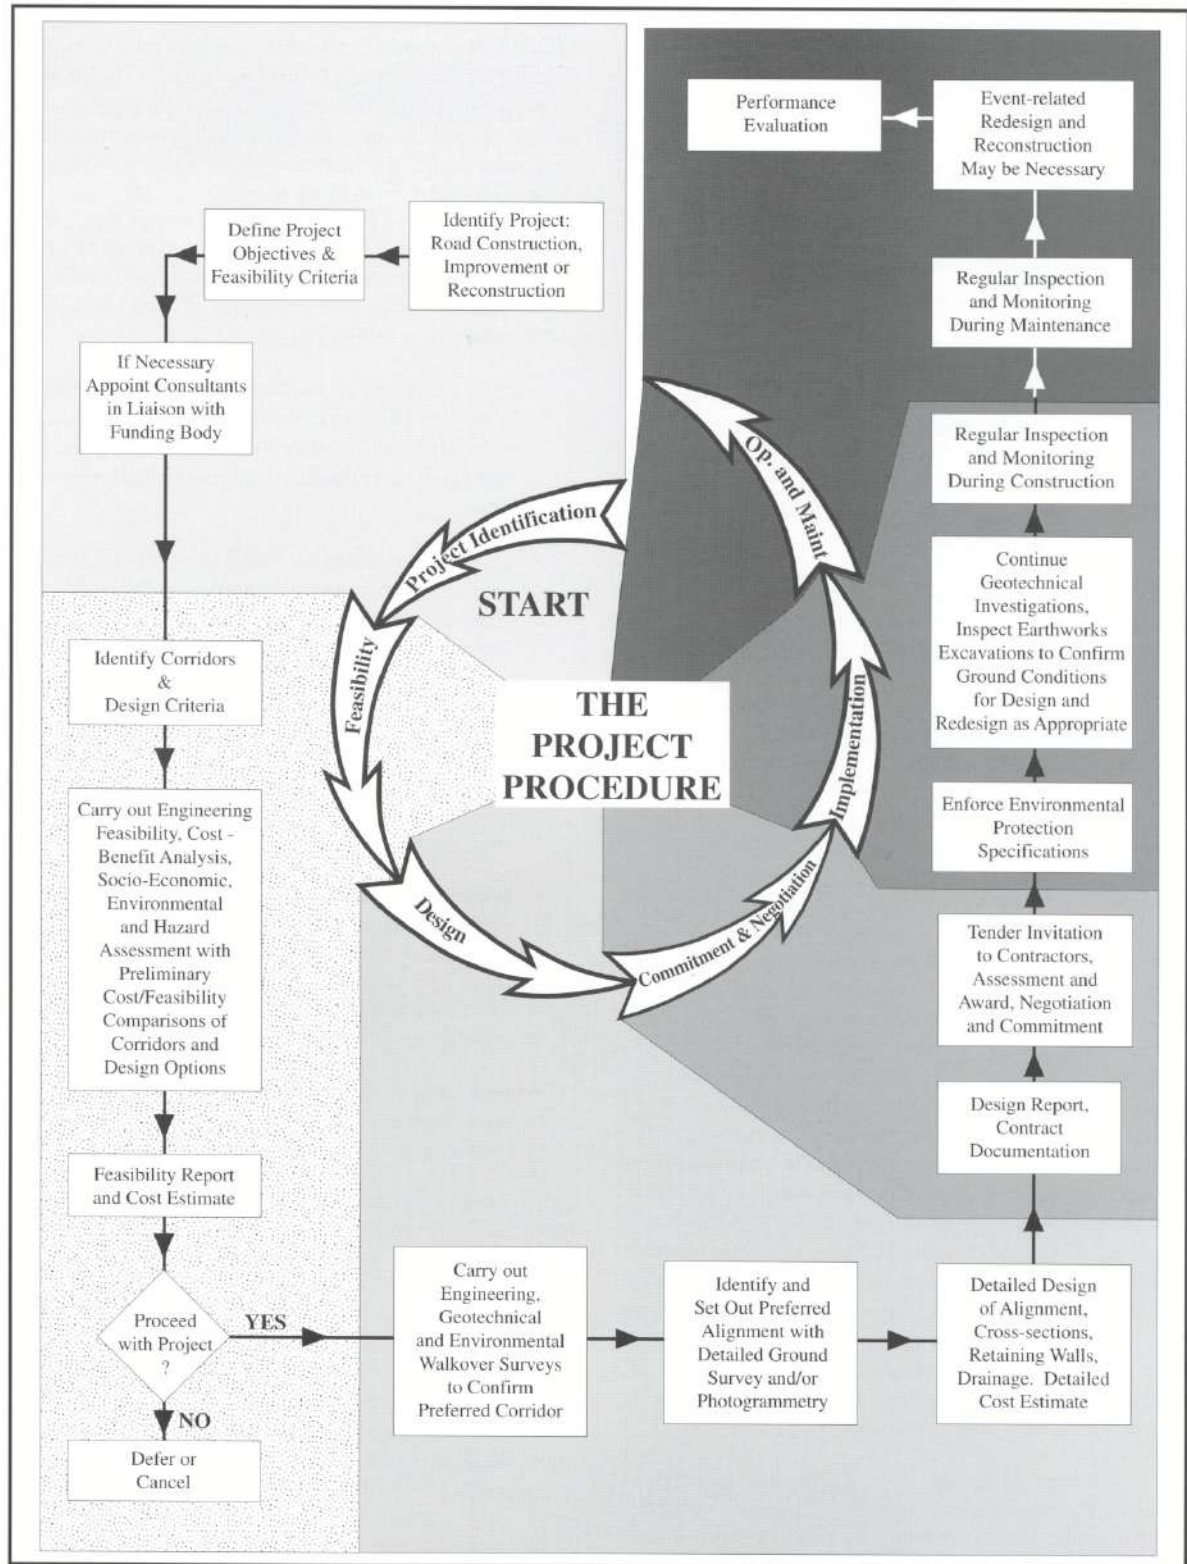 Identify Project:
Road Construction,
Improvement or
Reconstruction
Define Project
Objectives &
Feasibility Criteria
If Necessary
Appoint Consultants
in Liaison with
Funding Body
Identify Corridors
&
Design Criteria
Carry out Engineering
Feasibility, Cost -
Benefit Analysis,
Socio-Economic,
Environmental
and Hazard
Assessment with
Preliminary
Cost/Feasibility
Comparisons of
Corridors and
Design Options
Feasibility Report
and Cost Estimate
Proceed
with Project
?
YES
NO
Defer or
Cancel
Carry out
Engineering,
Geotechnical
and Environmental
Walkover Surveys
to Confirm
Preferred Corridor
Identify and
Set Out Preferred
Alignment with
Detailed Ground
Survey and/or
Photogrammetry
Detailed Design
of Alignment,
Cross-sections,
Retaining Walls,
Drainage. Detailed
Cost Estimate
Design Report,
Contract
Documentation
Tender Invitation
to Contractors,
Assessment and
Award, Negotiation
and Commitment
Enforce Environmental
Protection
Specifications
Continue
Geotechnical
Investigations,
Inspect Earthworks
Excavations to Confirm
Ground Conditions
for Design and
Redesign as Appropriate
Regular Inspection
and Monitoring
During Construction
Regular Inspection
and Monitoring
During Maintenance
Event-related
Redesign and
Reconstruction
May be Necessary
Performance
Evaluation
START
THE
PROJECT
PROCEDURE
Project Identification
Feasibility
Design
Commitment & Negotiation
Implementation
Op. and Maint